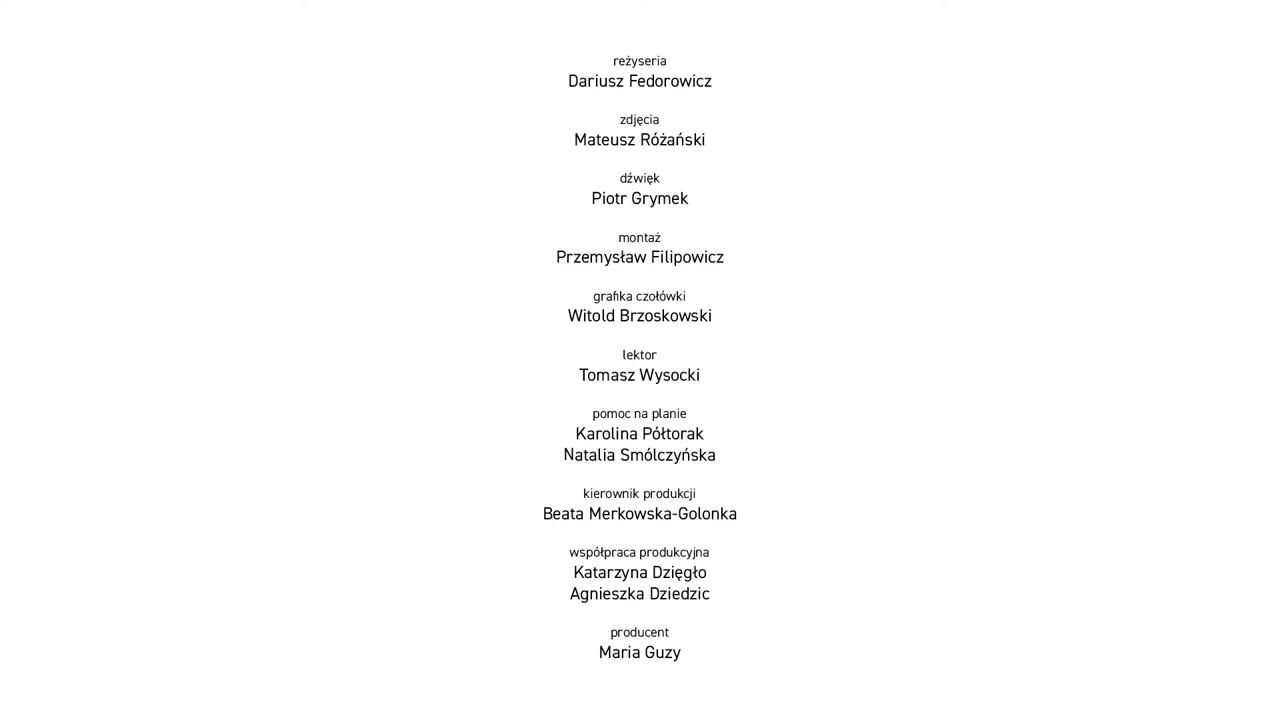 reżyseria
Dariusz Fedorowicz
zdjęcia
Mateusz Różański
dźwięk
Piotr Grymek
montaż
Przemysław Filipowicz
grafika czołówki
Witold Brzoskowski
lektor
Tomasz Wysocki
pomoc na planie
Karolina Półtorak
Natalia Smólczyńska
kierownik produkcji
Beata Merkowska-Golonka
współpraca produkcyjna
Katarzyna Dzięgło
Agnieszka Dziedzic
producent
Maria Guzy